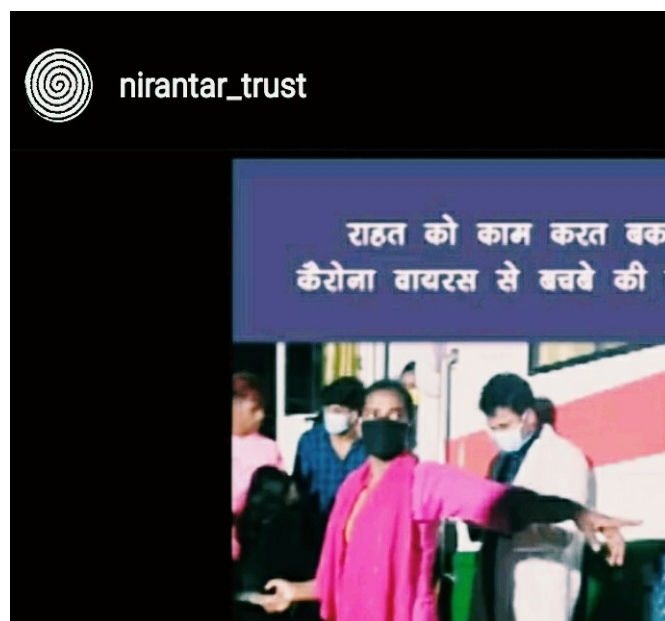 nirantar_trust
राहत को काम करत
कैरोना वायरस से बचबे की